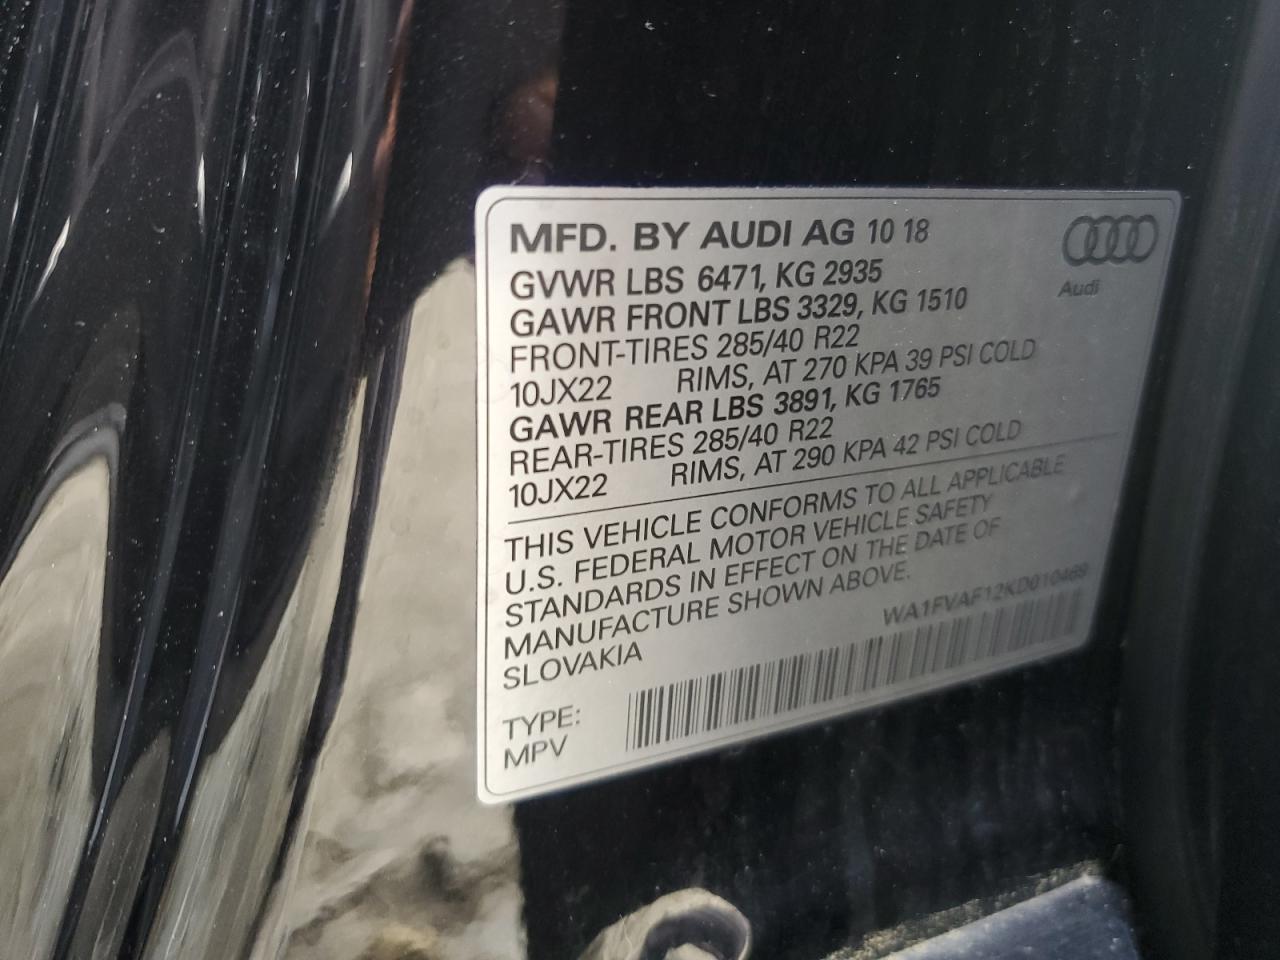 MFD. BY AUDI AG 10 18
GVWR LBS 6471, KG 2935
GAWR FRONT LBS 3329, KG 1510
FRONT-TIRES 285/40 R22
10JX22 RIMS, AT 270 KPA 39 PSI COLD
GAWR REAR LBS 3891, KG 1765
REAR-TIRES 285/40 R22
10JX22 RIMS, AT 290 KPA 42 PSI COLD
Audi
THIS VEHICLE CONFORMS TO ALL APPLICABLE
U.S. FEDERAL MOTOR VEHICLE SAFETY
STANDARDS IN EFFECT ON THE DATE OF
MANUFACTURE SHOWN ABOVE.
SLOVAKIA
WA1FVAF12KD010469
TYPE:
MPV